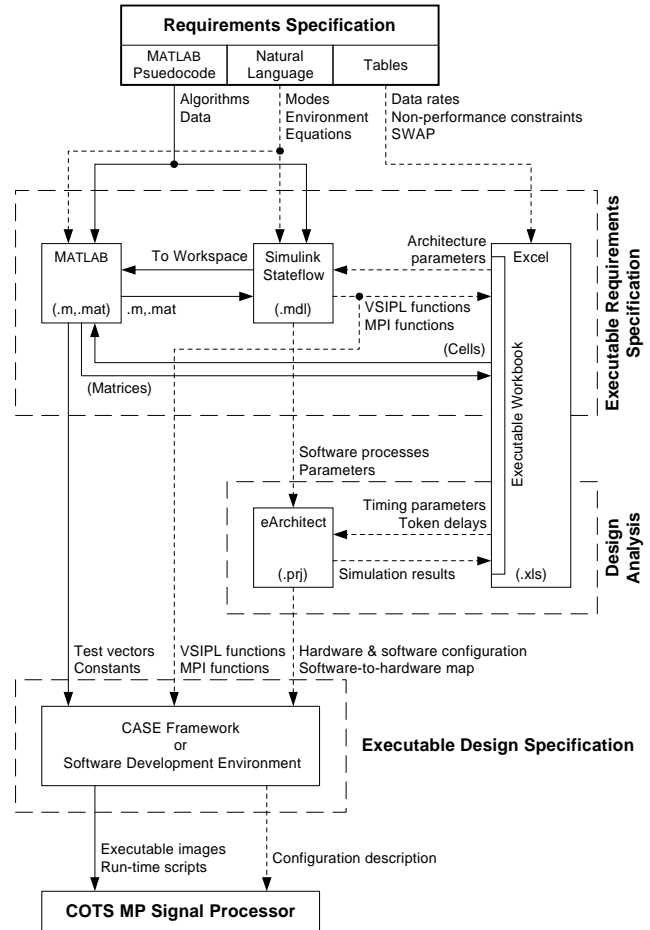 Requirements Specification
MATLAB
Psuedocode
Natural
Language
Tables
Algorithms
Data
Modes
Environment
Equations
Data rates
Non-performance constraints
SWAP
MATLAB
(.m,.mat)
To Workspace
.m,.mat
Simulink
Stateflow
(.mdl)
Architecture
parameters
Excel
VSIPL functions
MPI functions
(Cells)
(Matrices)
Executable Workbook
Executable Requirements
Specification
Software processes
Parameters
eArchitect
(.prj)
Timing parameters
Token delays
Simulation results
(.xls)
Design
Analysis
Test vectors
Constants
VSIPL functions
MPI functions
Hardware & software configuration
Software-to-hardware map
CASE Framework
or
Software Development Environment
Executable Design Specification
Executable images
Run-time scripts
Configuration description
COTS MP Signal Processor